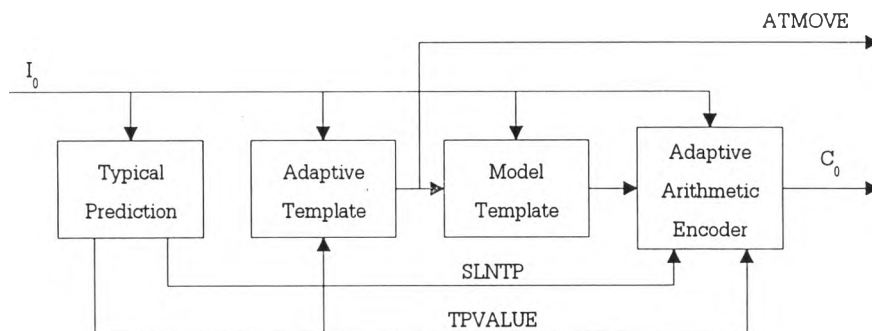 ATMOVE
I₀
Typical
Prediction
Adaptive
Template
Model
Template
Adaptive
Arithmetic
Encoder
C₀
SLNTP
TPVALUE